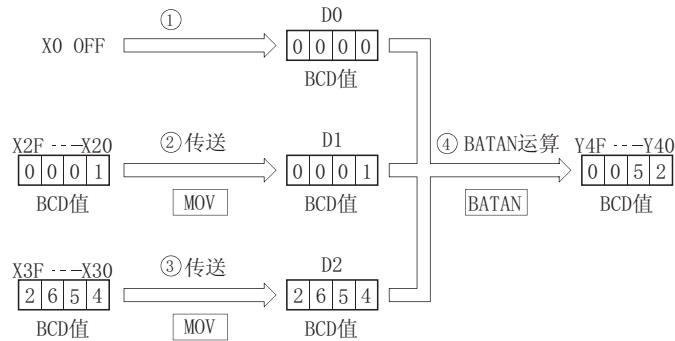 ① D0
X0 OFF 0 0 0 0
BCD值
X2F ---X20 ②传送 D1 ④ BATAN运算 Y4F ---Y40
0 0 0 1 0 0 0 1 0 0 5 2
BCD值 MOV BCD值 BATAN BCD值
X3F ---X30 ③传送 D2
2 6 5 4 2 6 5 4
BCD值 MOV BCD值